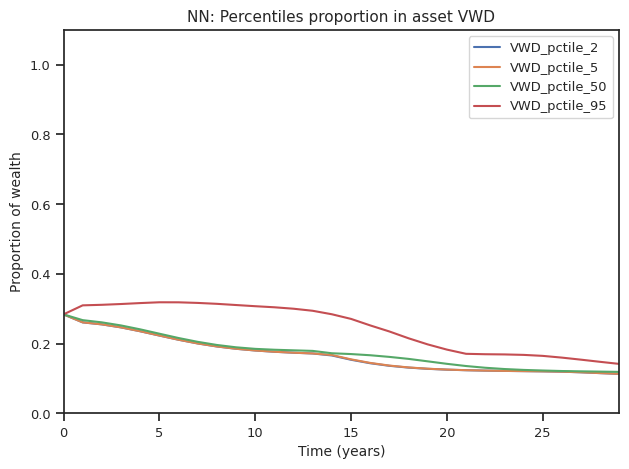 NN: Percentiles proportion in asset VWD
VWD_pctile_2
VWD_pctile_5
VWD_pctile_50
VWD_pctile_95
Proportion of wealth
1.0
0.8
0.6
0.4
0.2
0.0
0 5 10 15 20 25
Time (years)